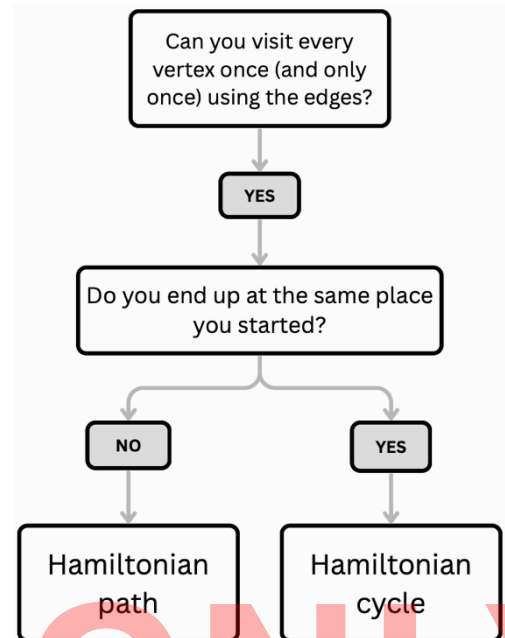 Can you visit every
vertex once (and only
once) using the edges?
YES
Do you end up at the same place
you started?
NO
YES
Hamiltonian
path
Hamiltonian
cycle